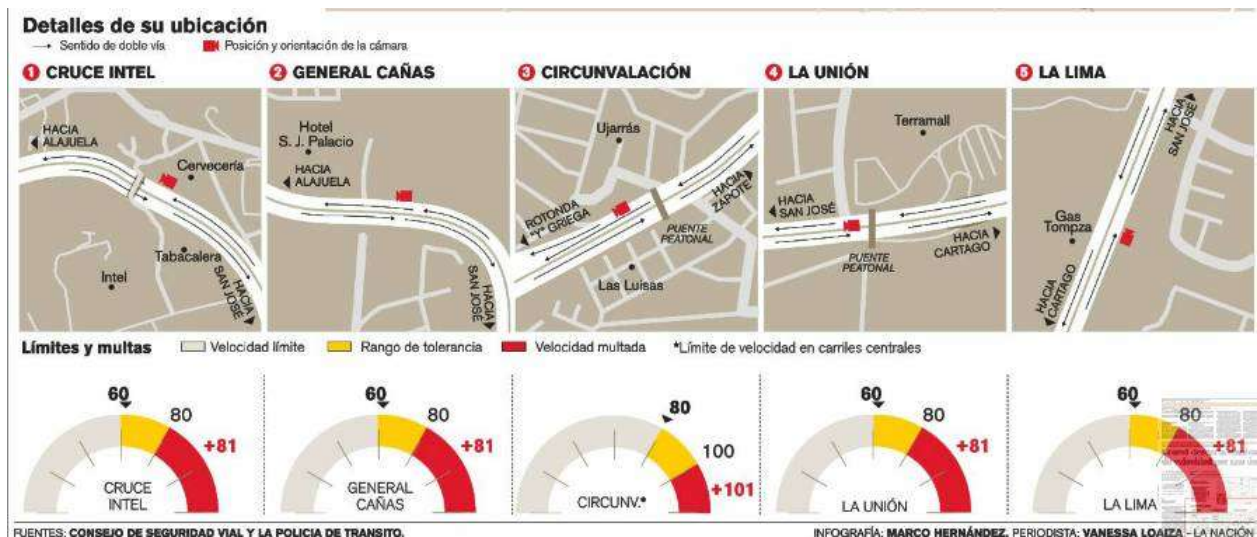 Detalles de su ubicación
Sentido de doble vía
Posición y orientación de la cámara
1 CRUCE INTEL
HACIA
ALAJUELA
Cervecería
Tabacalera
Intel
HACIA
SAN JOSÉ
2 GENERAL CAÑAS
Hotel
S. J. Palacio
HACIA
ALAJUELA
HACIA
SAN JOSÉ
3 CIRCUNVALACIÓN
Ujarrás
ROTONDA
"Y" GRIEGA
HACIA
ZAPOTE
PUENTE
PEATONAL
Las Luisas
4 LA UNIÓN
Terramall
HACIA
SAN JOSÉ
PUENTE
PEATONAL
HACIA
CARTAGO
5 LA LIMA
HACIA
SAN JOSÉ
Gas
Tompza
HACIA
CARTAGO
Límites y multas
Velocidad límite
Rango de tolerancia
Velocidad multada
*Límite de velocidad en carriles centrales
60
80
+81
CRUCE
INTEL
60
80
+81
GENERAL
CAÑAS
80
100
+101
CIRCUNV.*
60
80
+81
LA UNIÓN
60
80
+81
LA LIMA
FUENTES: CONSEJO DE SEGURIDAD VIAL Y LA POLICIA DE TRANSITO.
INFOGRAFÍA: MARCO HERNÁNDEZ. PERIODISTA: VANESSA LOAIZA - LA NACIÓN